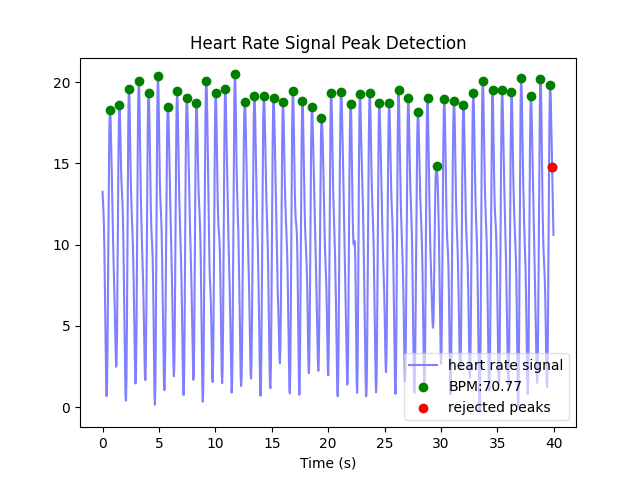 Heart Rate Signal Peak Detection
20
15
10
5
0
heart rate signal
BPM:70.77
rejected peaks
0 5 10 15 20 25 30 35 40
Time (s)